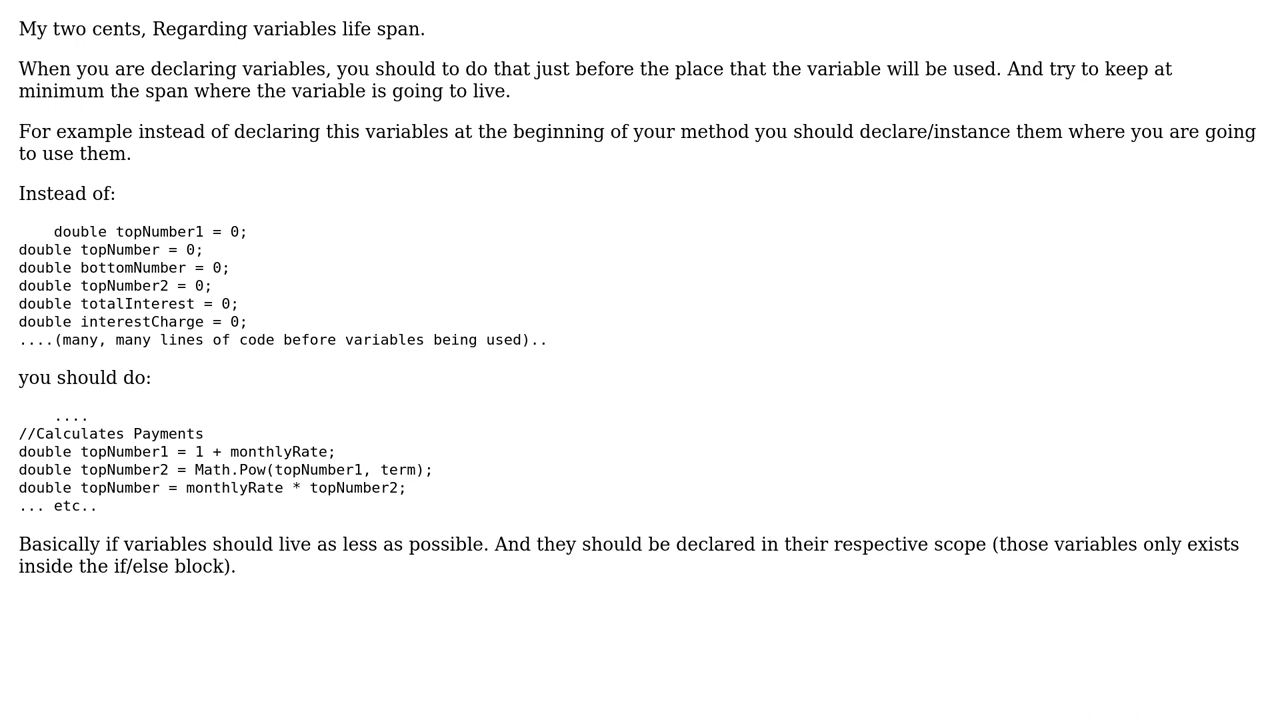 My two cents, Regarding variables life span.
When you are declaring variables, you should to do that just before the place that the variable will be used. And try to keep at
minimum the span where the variable is going to live.
For example instead of declaring this variables at the beginning of your method you should declare/instance them where you are going
to use them.
Instead of:
    double topNumber1 = 0;
double topNumber = 0;
double bottomNumber = 0;
double topNumber2 = 0;
double totalInterest = 0;
double interestCharge = 0;
....(many, many lines of code before variables being used)..
you should do:
    ....
//Calculates Payments
double topNumber1 = 1 + monthlyRate;
double topNumber2 = Math.Pow(topNumber1, term);
double topNumber = monthlyRate * topNumber2;
... etc..
Basically if variables should live as less as possible. And they should be declared in their respective scope (those variables only exists
inside the if/else block).